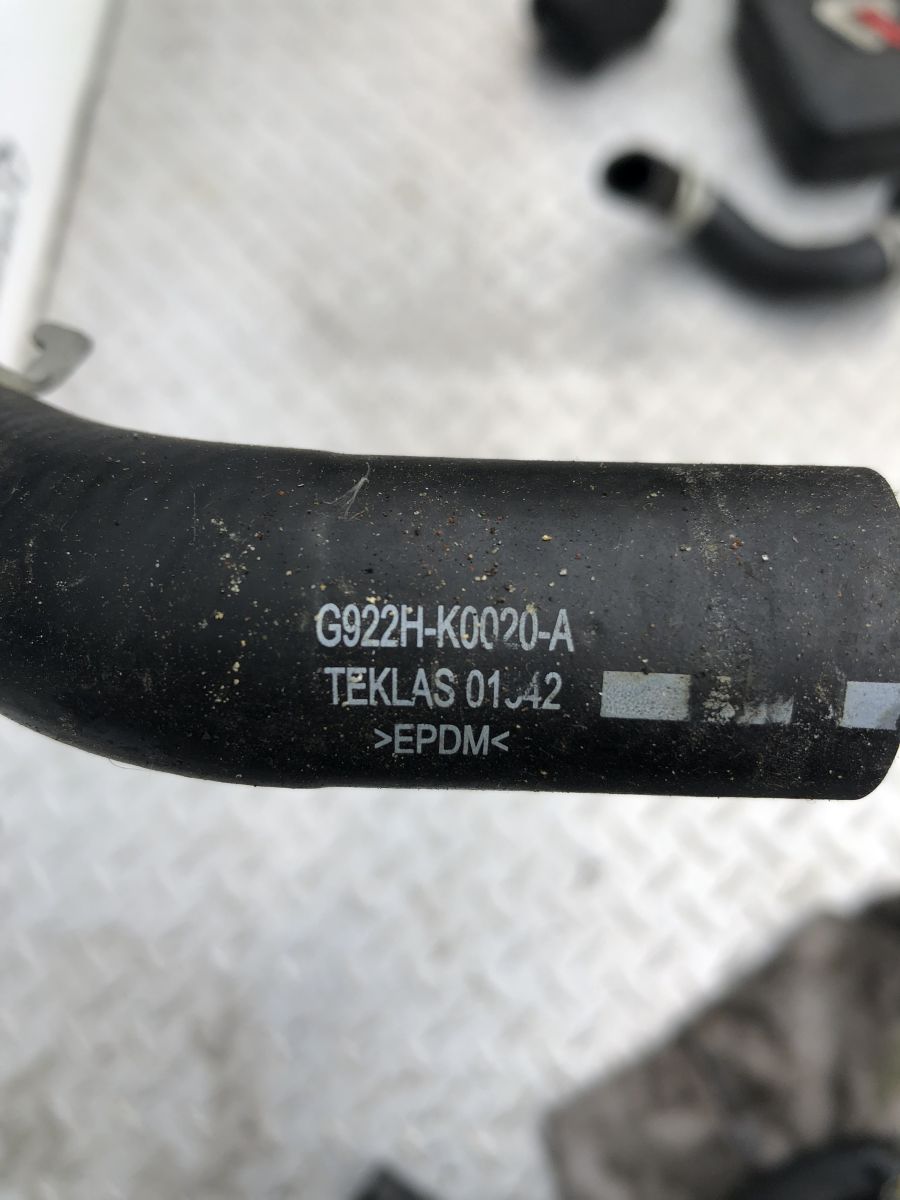 G922H-K0020-A
TEKLAS
>EPDM<